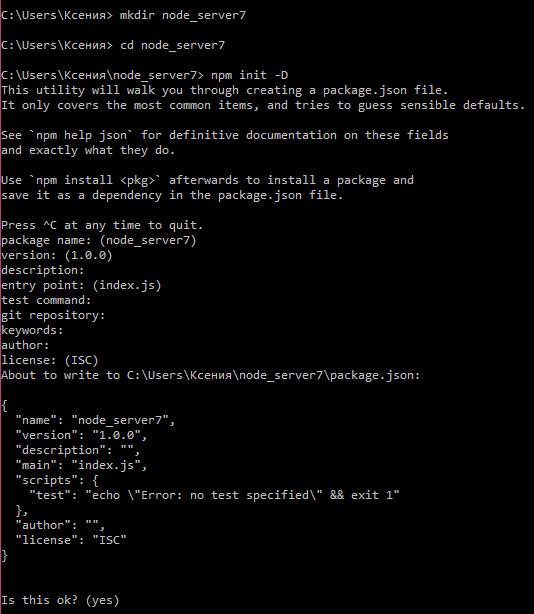 C:\Users\Ксения> mkdir node_server7
C:\Users\Ксения> cd node_server7
C:\Users\Ксения\node_server7> npm init -D
This utility will walk you through creating a package.json file.
It only covers the most common items, and tries to guess sensible defaults.
See `npm help json` for definitive documentation on these fields
and exactly what they do.
Use `npm install <pkg>` afterwards to install a package and
save it as a dependency in the package.json file.
Press ^C at any time to quit.
package name: (node_server7)
version: (1.0.0)
description:
entry point: (index.js)
test command:
git repository:
keywords:
author:
license: (ISC)
About to write to C:\Users\Ксения\node_server7\package.json:
{
  "name": "node_server7",
  "version": "1.0.0",
  "description": "",
  "main": "index.js",
  "scripts": {
    "test": "echo \"Error: no test specified\" && exit 1"
  },
  "author": "",
  "license": "ISC"
}
Is this ok? (yes)